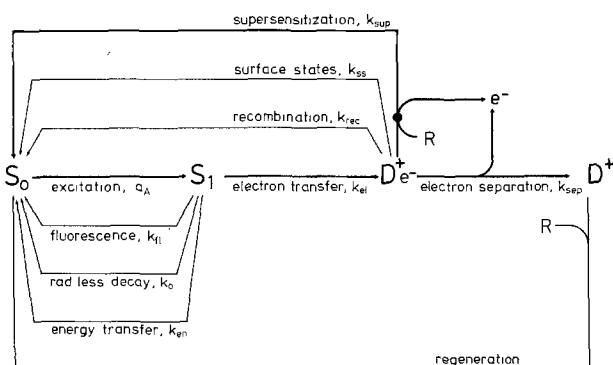 supersensitization, k_sup
surface states, k_ss
recombination, k_rec
e-
R
S₀ excitation, q_A S₁ electron transfer, k_el D⁺e- electron separation, k_sep D⁺
fluorescence, k_fl
R
rad less decay, k_o
energy transfer, k_en
regeneration